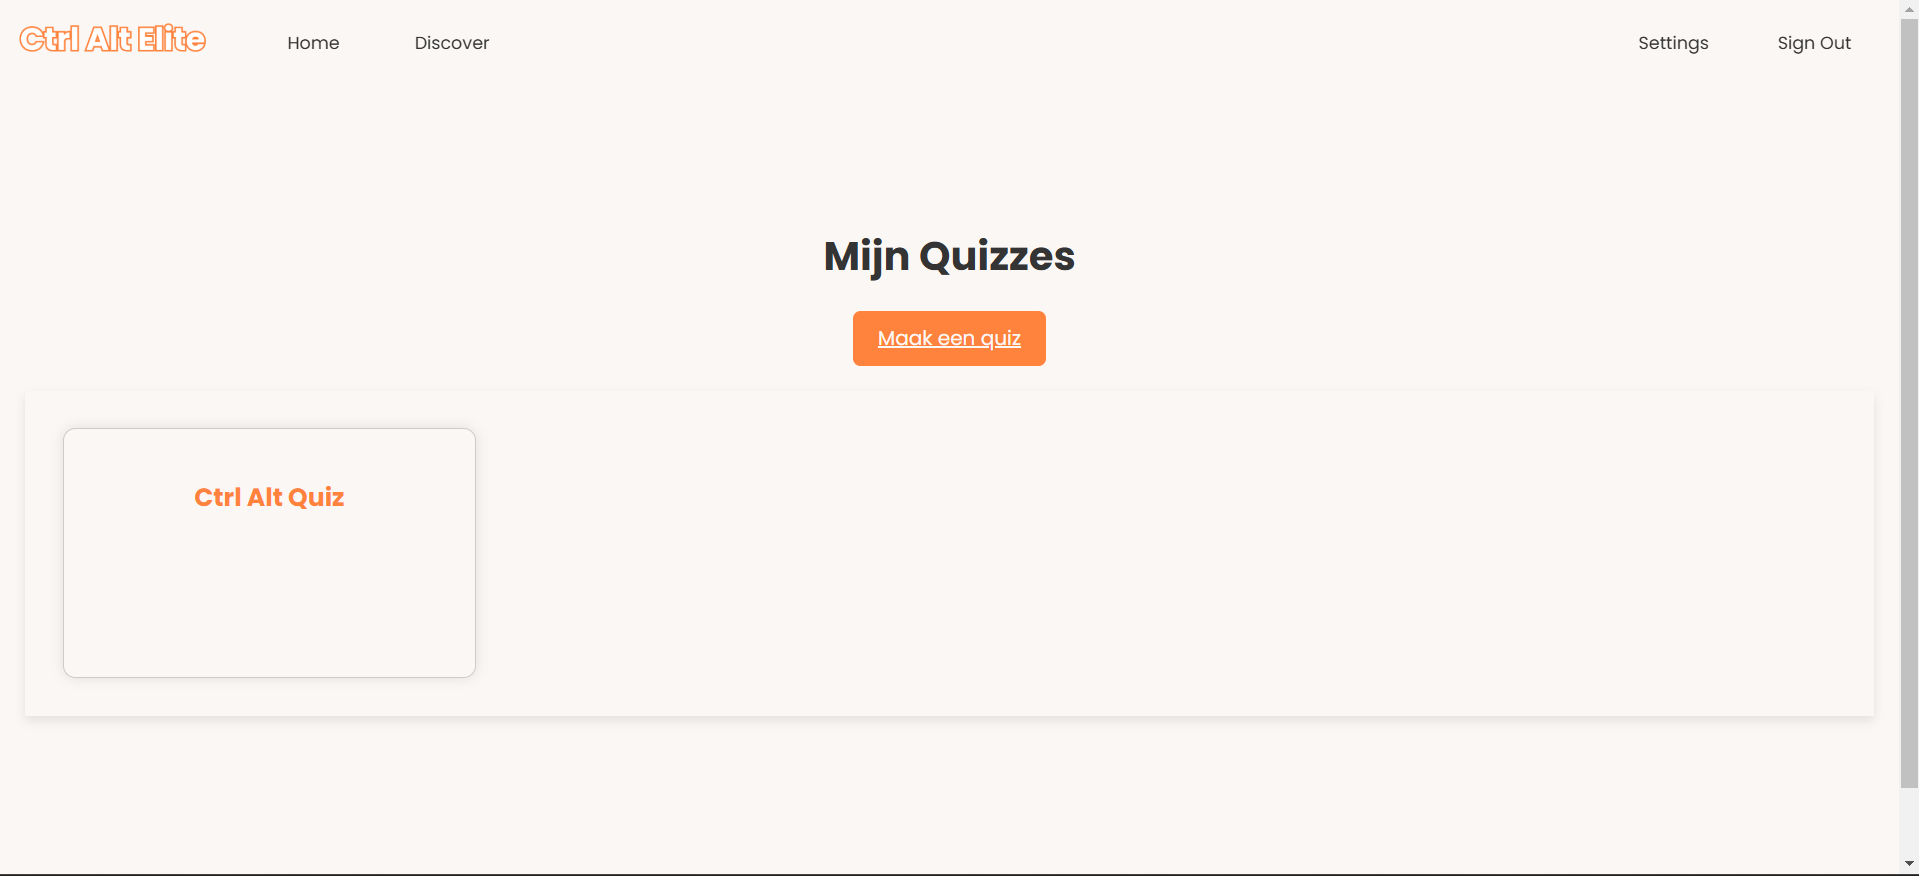 Ctrl Alt Elite
Home
Discover
Settings
Sign Out
Mijn Quizzes
Maak een quiz
Ctrl Alt Quiz